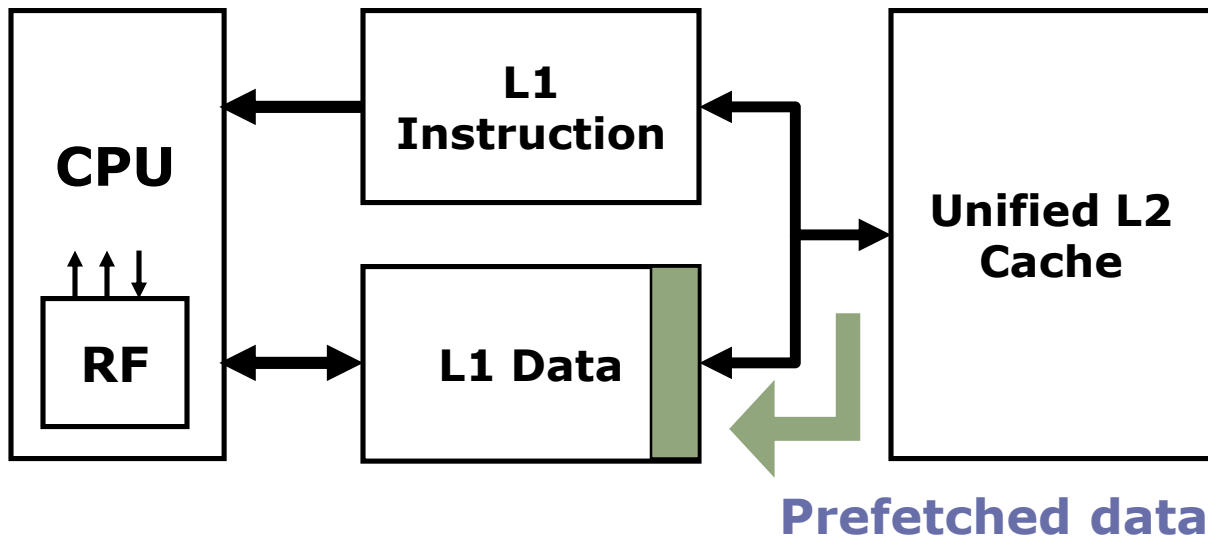 CPU
RF
L1
Instruction
L1 Data
Unified L2
Cache
Prefetched data